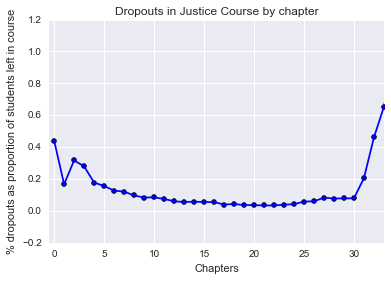 Dropouts in Justice Course by chapter
% dropouts as proportion of students left in course
1.2
1.0
0.8
0.6
0.4
0.2
0.0
−0.2
0 5 10 15 20 25 30
Chapters